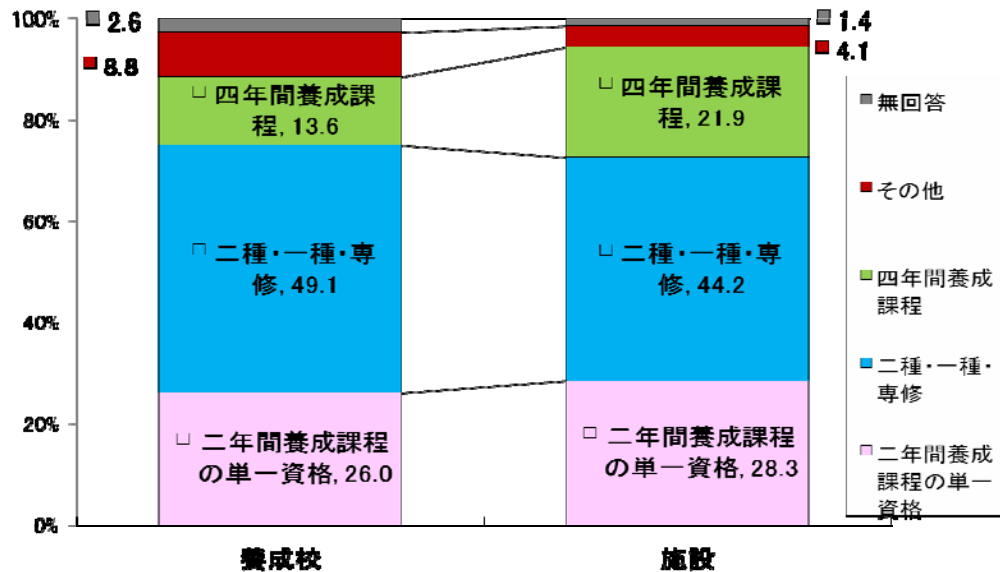 100%
80%
60%
40%
20%
0%
2.6
8.8
四年間養成課
程, 13.6
二種・一種・専
修, 49.1
二年間養成課程
の単一資格, 26.0
養成校
1.4
4.1
四年間養成課
程, 21.9
二種・一種・専
修, 44.2
二年間養成課程
の単一資格, 28.3
施設
無回答
その他
四年間養成
課程
二種・一種・
専修
二年間養成
課程の単一
資格